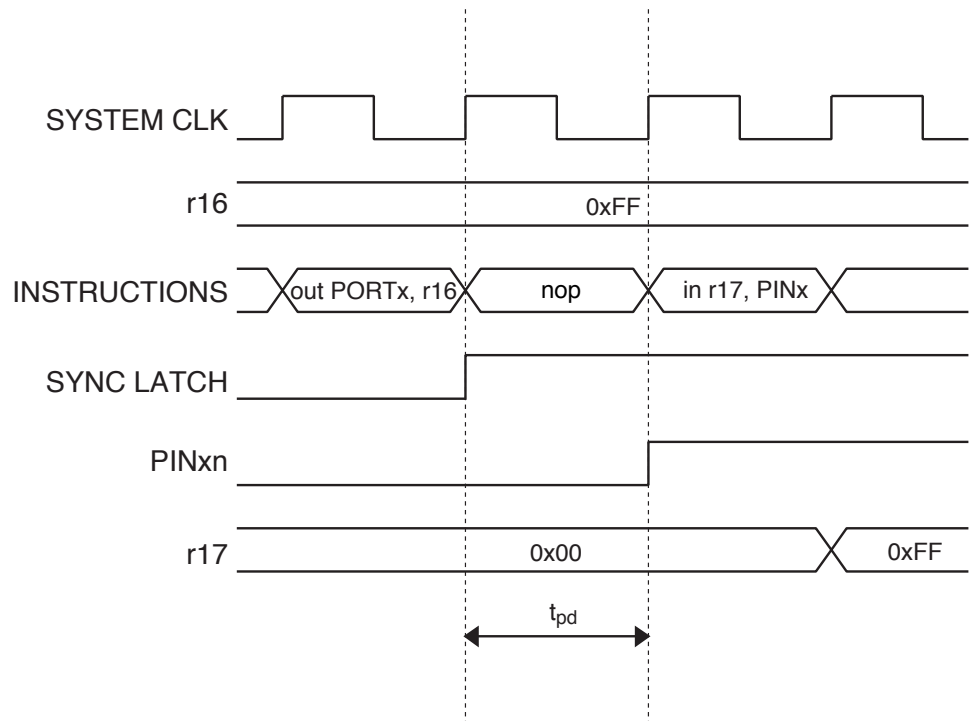 SYSTEM CLK
r16
0xFF
INSTRUCTIONS
out PORTx, r16
nop
in r17, PINx
SYNC LATCH
PINxn
r17
0x00
0xFF
tpd